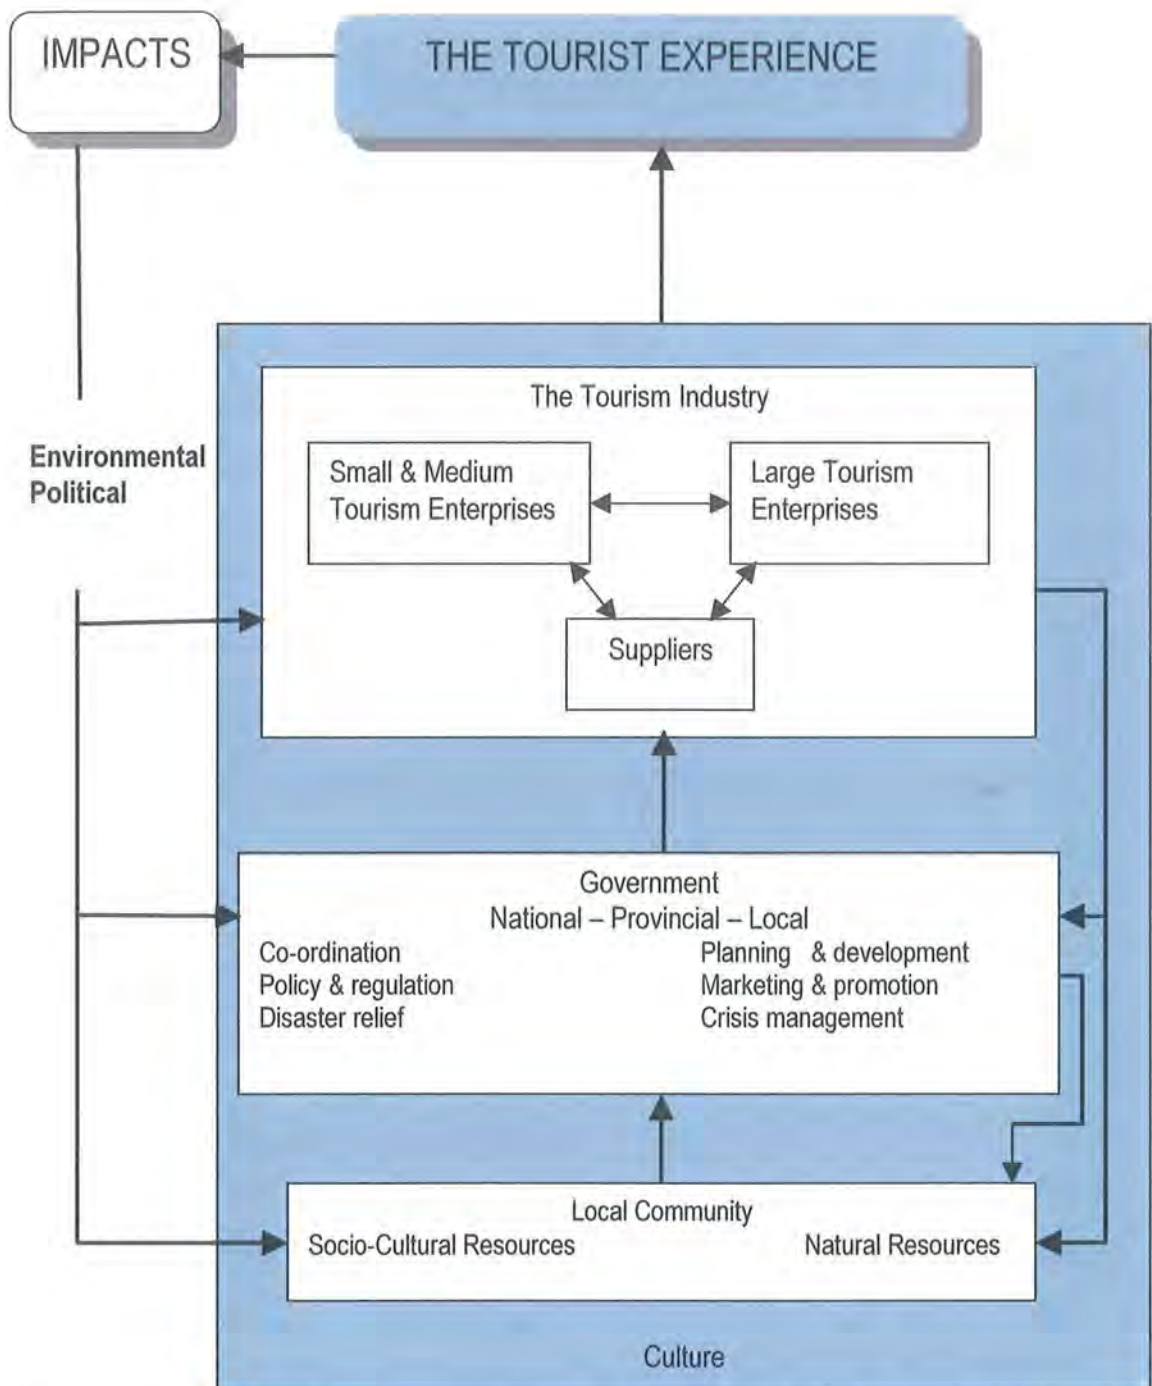 IMPACTS
THE TOURIST EXPERIENCE
The Tourism Industry
Environmental
Political
Small & Medium
Tourism Enterprises
Large Tourism
Enterprises
Suppliers
Government
National – Provincial – Local
Co-ordination
Planning & development
Policy & regulation
Marketing & promotion
Disaster relief
Crisis management
Local Community
Socio-Cultural Resources
Natural Resources
Culture